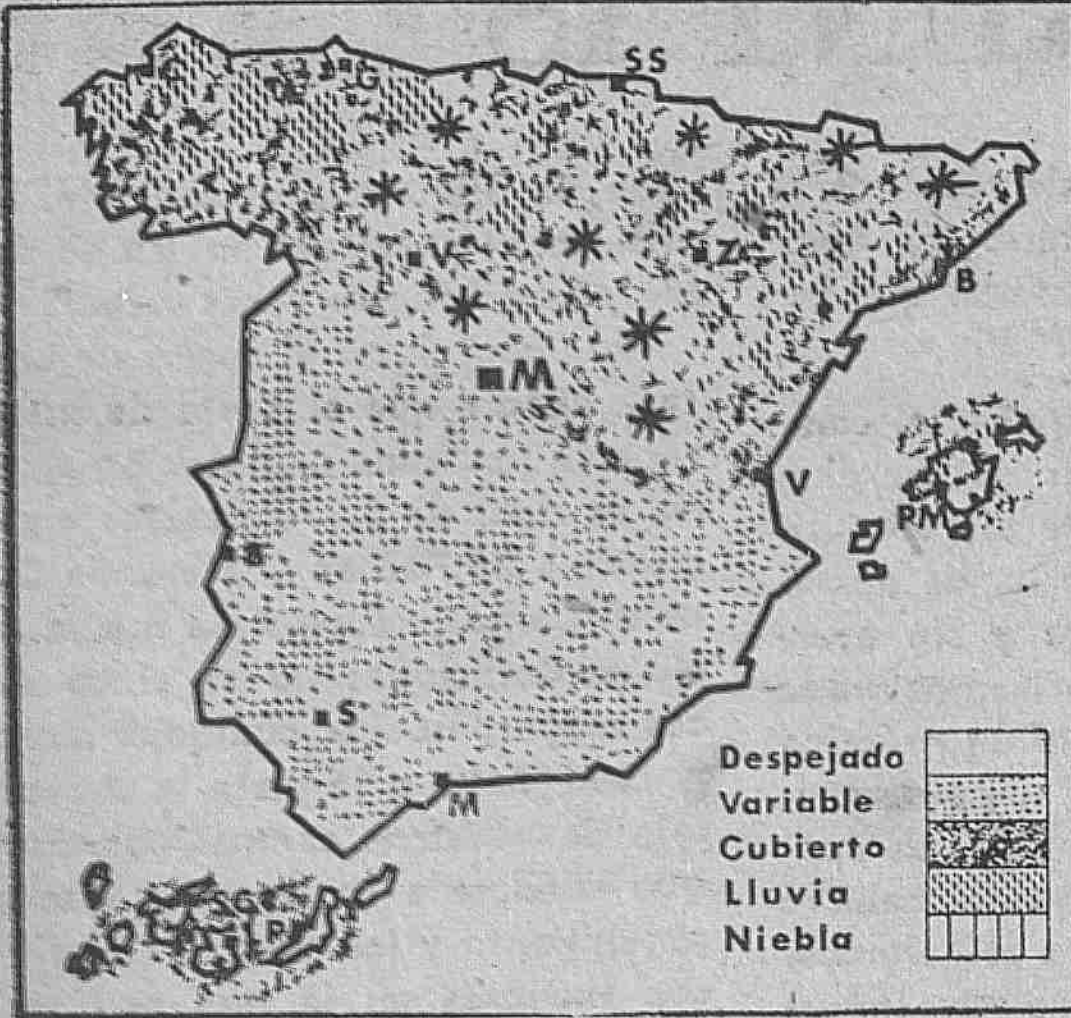 SS
G
V
Z
B
M
V
PM
B
S
M
Despejado
Variable
Cubierto
Lluvia
Niebla